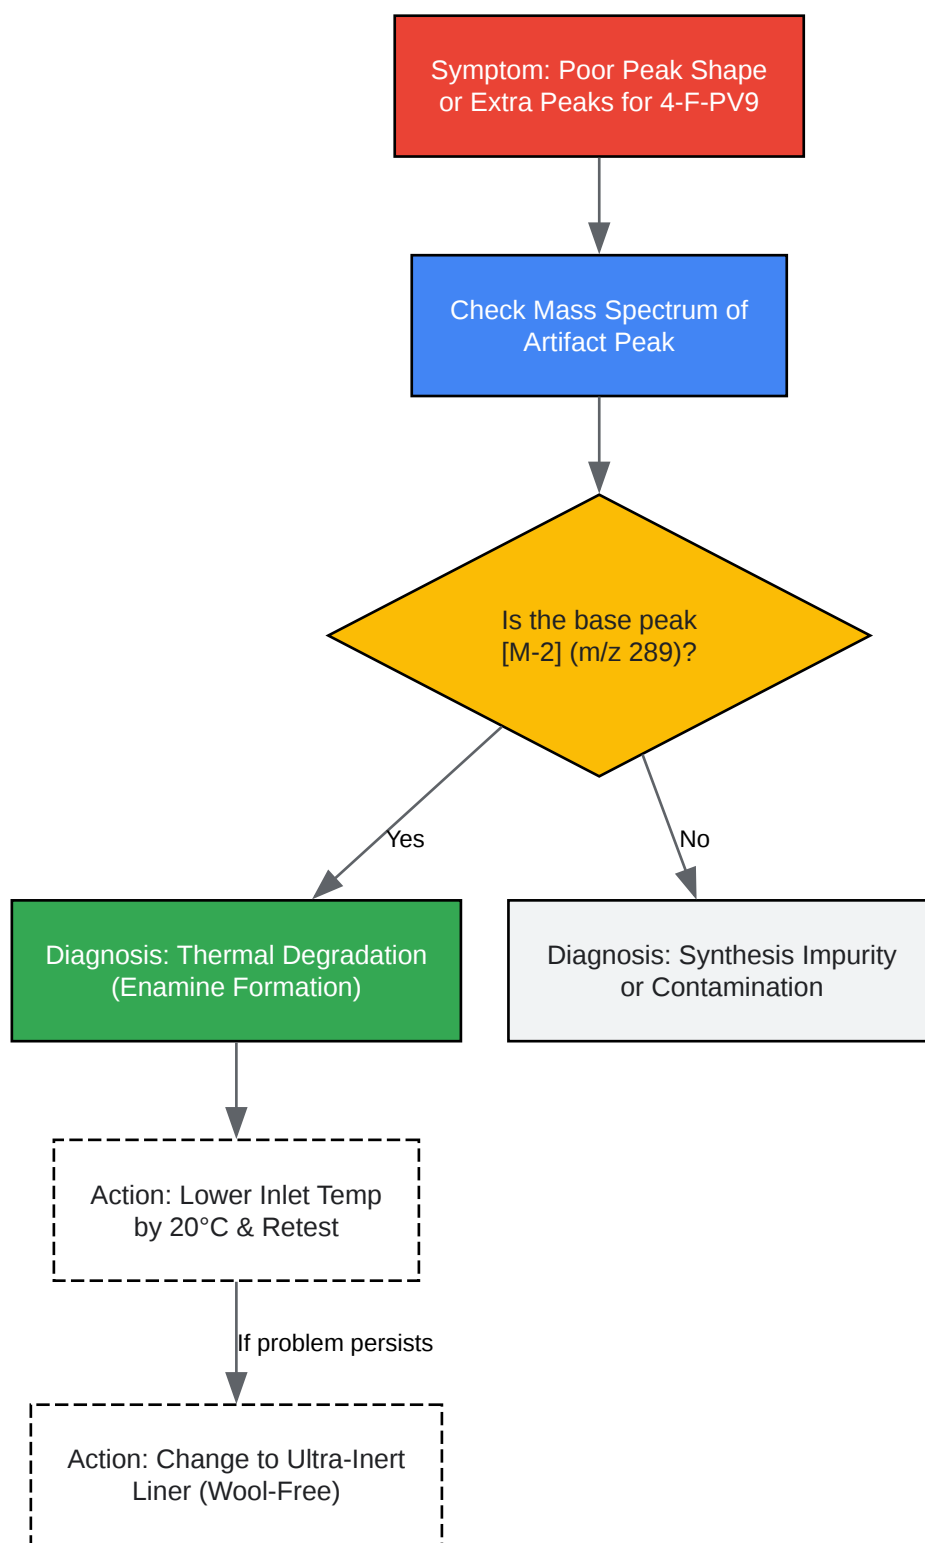 Symptom: Poor Peak Shape
or Extra Peaks for 4-F-PV9
Check Mass Spectrum of
Artifact Peak
Is the base peak
[M-2] (m/z 289)?
Yes
No
Diagnosis: Thermal Degradation
(Enamine Formation)
Diagnosis: Synthesis Impurity
or Contamination
Action: Lower Inlet Temp
by 20°C & Retest
If problem persists
Action: Change to Ultra-Inert
Liner (Wool-Free)